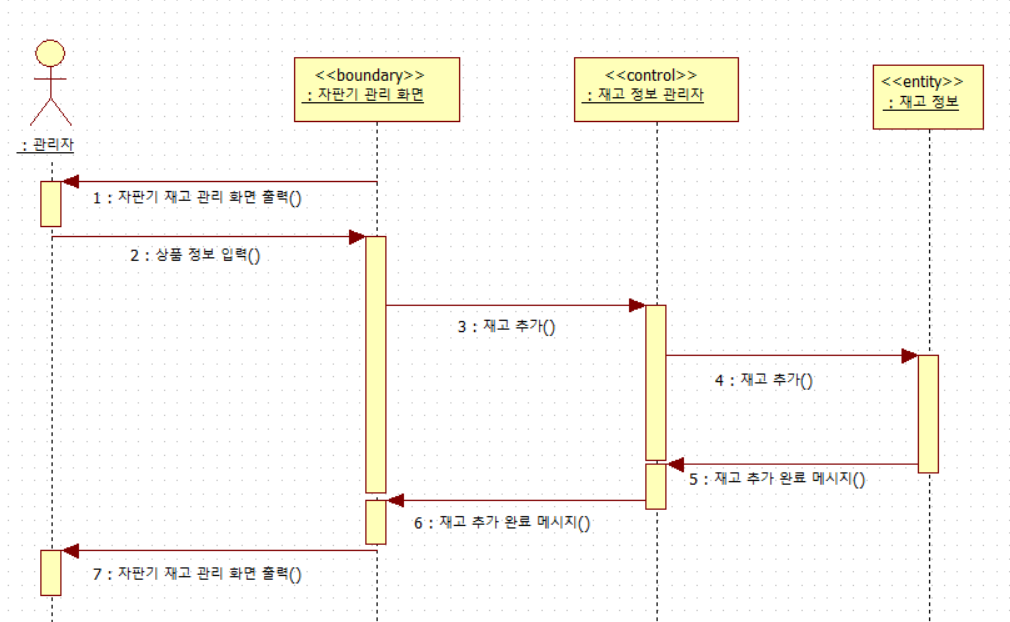 <<boundary>>
: 자판기 관리 화면
<<control>>
: 재고 정보 관리자
<<entity>>
: 재고 정보
: 관리자
1 : 자판기 재고 관리 화면 출력()
2 : 상품 정보 입력()
3 : 재고 추가()
4 : 재고 추가()
5 : 재고 추가 완료 메시지()
6 : 재고 추가 완료 메시지()
7 : 자판기 재고 관리 화면 출력()